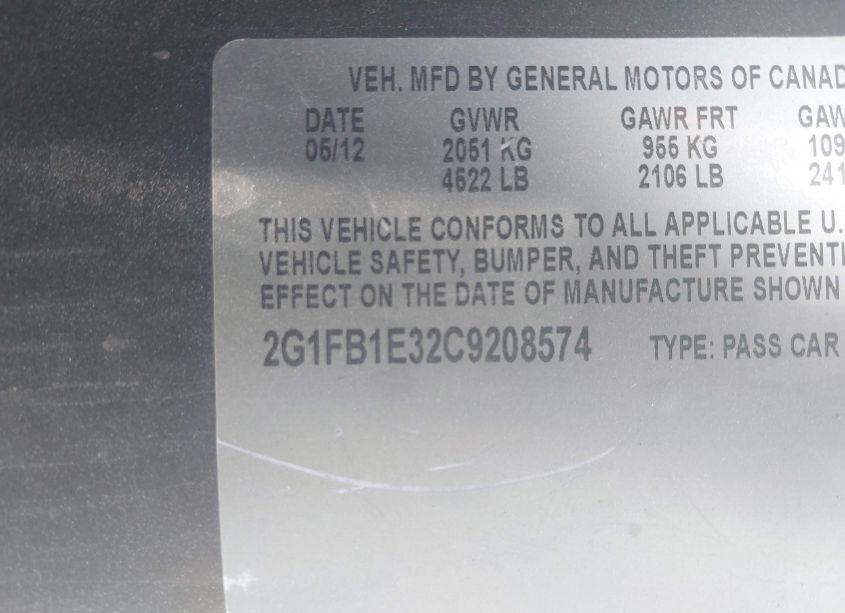 VEH. MFD BY GENERAL MOTORS OF CANAD
DATE GVWR GAWR FRT GAW
05/12 2051 KG 955 KG 109
4522 LB 2106 LB 241
THIS VEHICLE CONFORMS TO ALL APPLICABLE U.
VEHICLE SAFETY, BUMPER, AND THEFT PREVENTI
EFFECT ON THE DATE OF MANUFACTURE SHOWN
2G1FB1E32C9208574 TYPE: PASS CAR